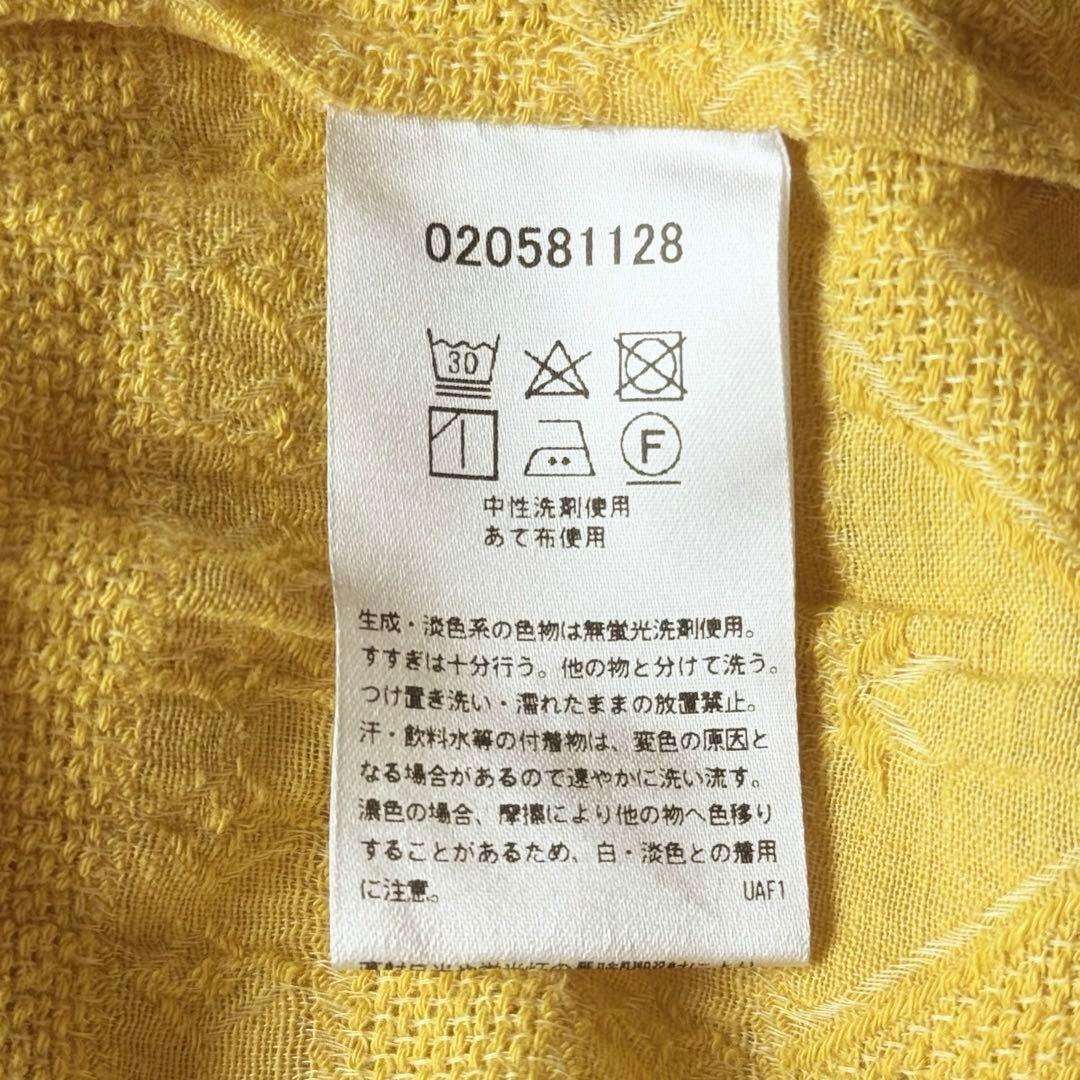 020581128
30
F
中性洗剤使用
あて布使用
生成・淡色系の色物は無蛍光洗剤使用。
すすぎは十分行う。他の物と分けて洗う。
つけ置き洗い・濡れたままの放置禁止。
汗・飲料水等の付着物は、変色の原因と
なる場合があるので速やかに洗い流す。
濃色の場合、摩擦により他の物へ色移り
することがあるため、白・淡色との着用
に注意。
UAF1